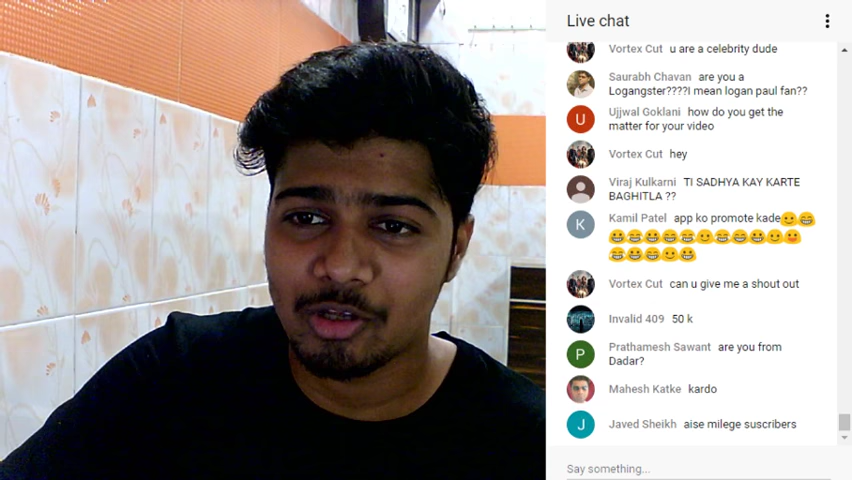 Live chat
Vortex Cut u are a celebrity dude
Saurabh Chavan are you a
Logangster????I mean logan paul fan??
U
Ujjwal Goklani how do you get the
matter for your video
Vortex Cut hey
Viraj Kulkarni TI SADHYA KAY KARTE
BAGHITLA ??
K
Kamil Patel app ko promote kade
Vortex Cut can u give me a shout out
Invalid 409 50 k
P
Prathamesh Sawant are you from
Dadar?
Mahesh Katke kardo
J
Javed Sheikh aise milege suscribers
Say something...